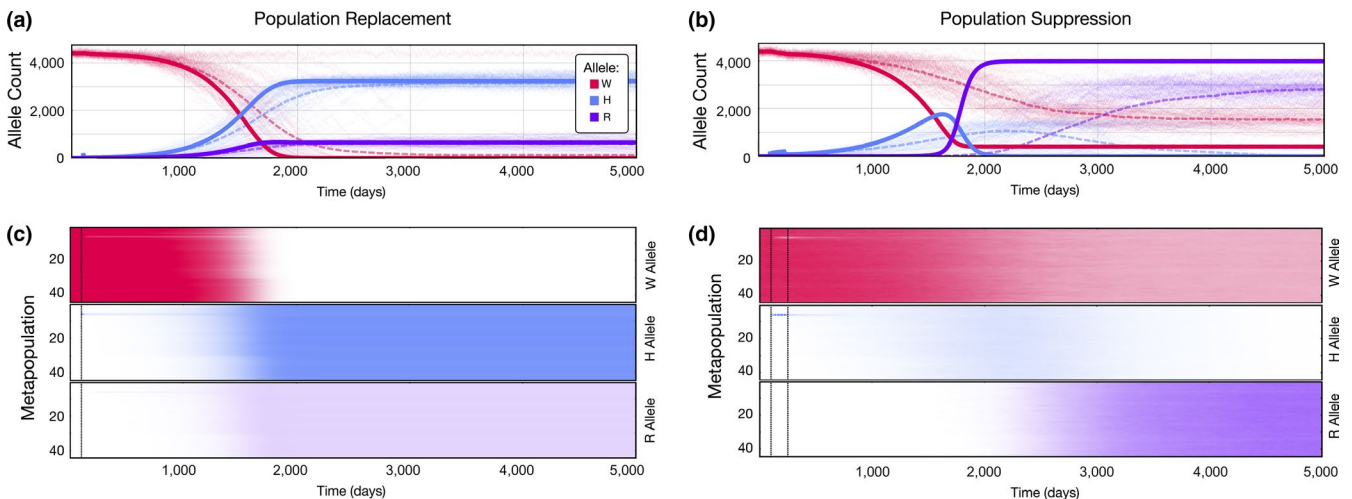 (a)
Population Replacement
Allele Count
4,000
2,000
0
1,000
2,000
3,000
4,000
5,000
Time (days)
Allele:
W
H
R
(b)
Population Suppression
Allele Count
4,000
2,000
0
1,000
2,000
3,000
4,000
5,000
Time (days)
(c)
Metapopulation
20
40
20
40
20
40
W Allele
H Allele
R Allele
1,000
2,000
3,000
4,000
5,000
Time (days)
(d)
Metapopulation
20
40
20
40
20
40
W Allele
H Allele
R Allele
1,000
2,000
3,000
4,000
5,000
Time (days)